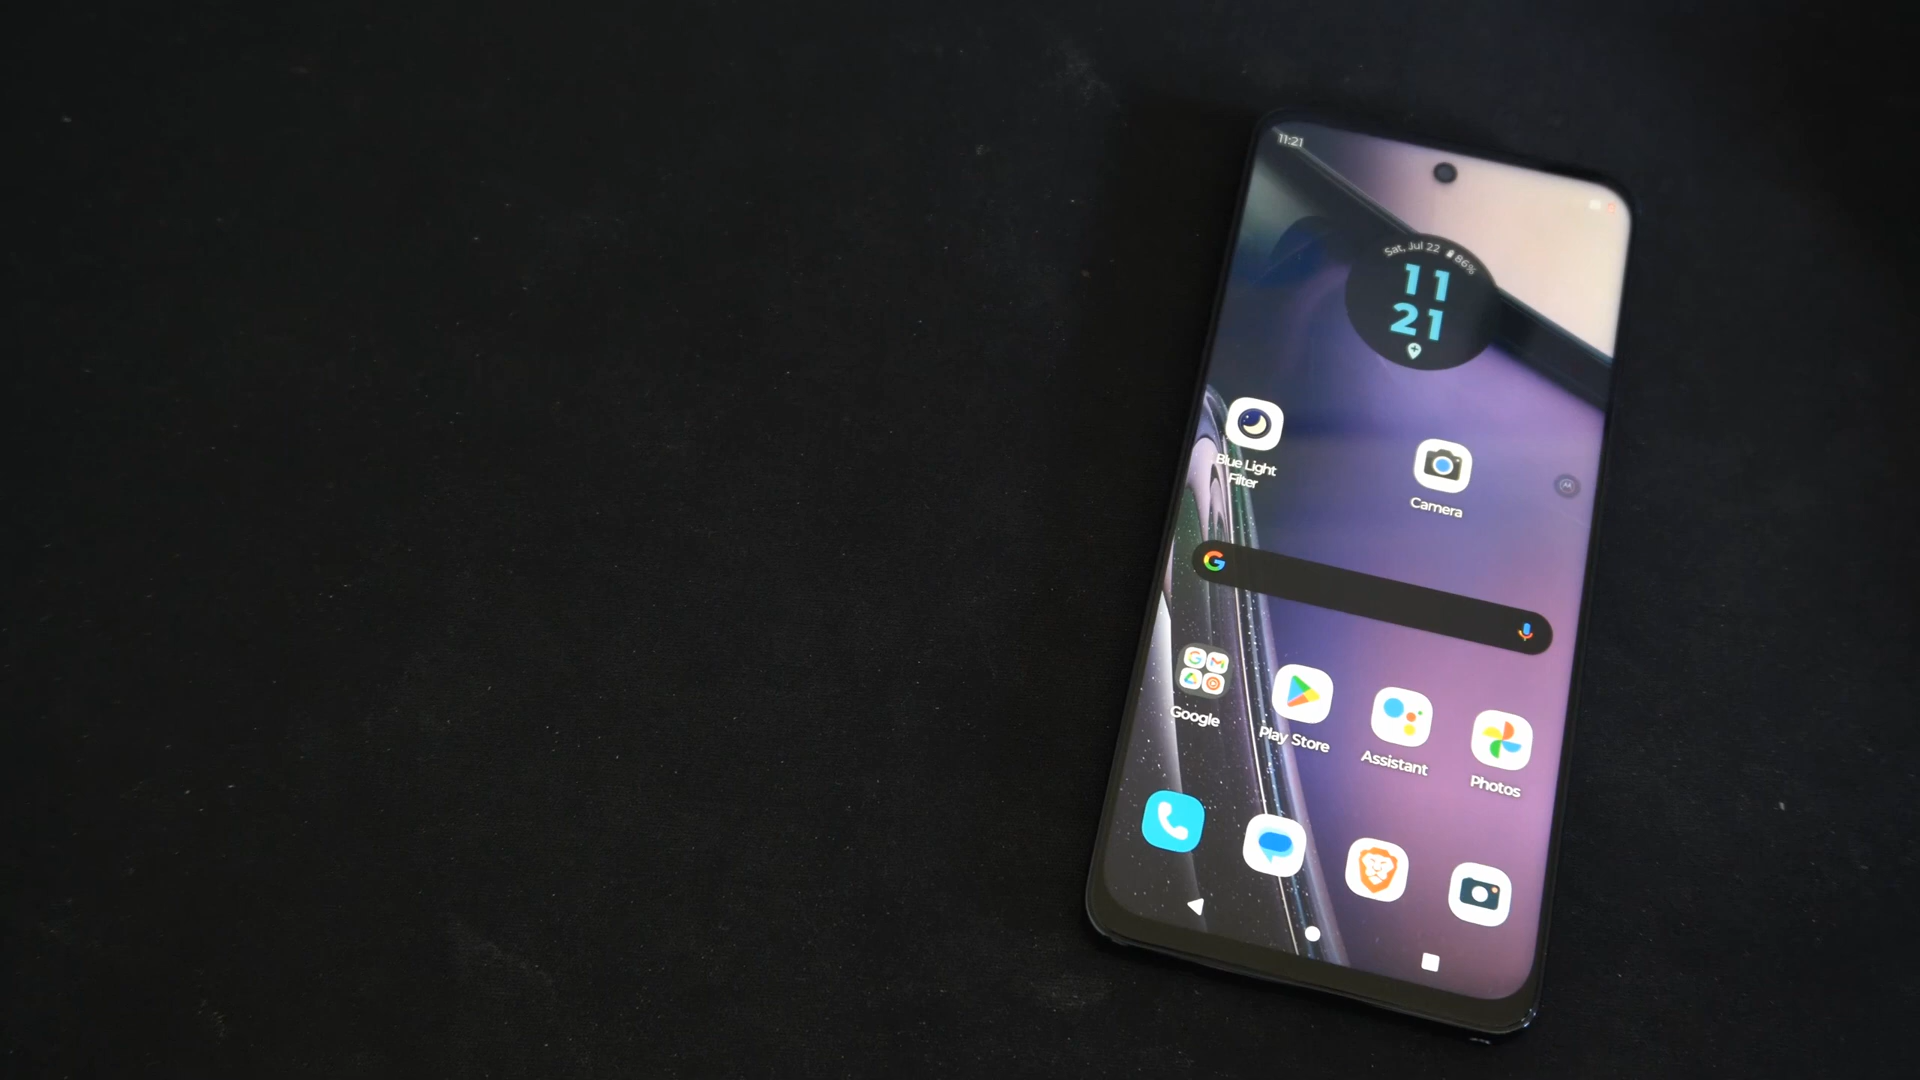 11:21
Sat, Jul 22 86%
11
21
Blue Light
Filter
Camera
Google
Play Store
Assistant
Photos